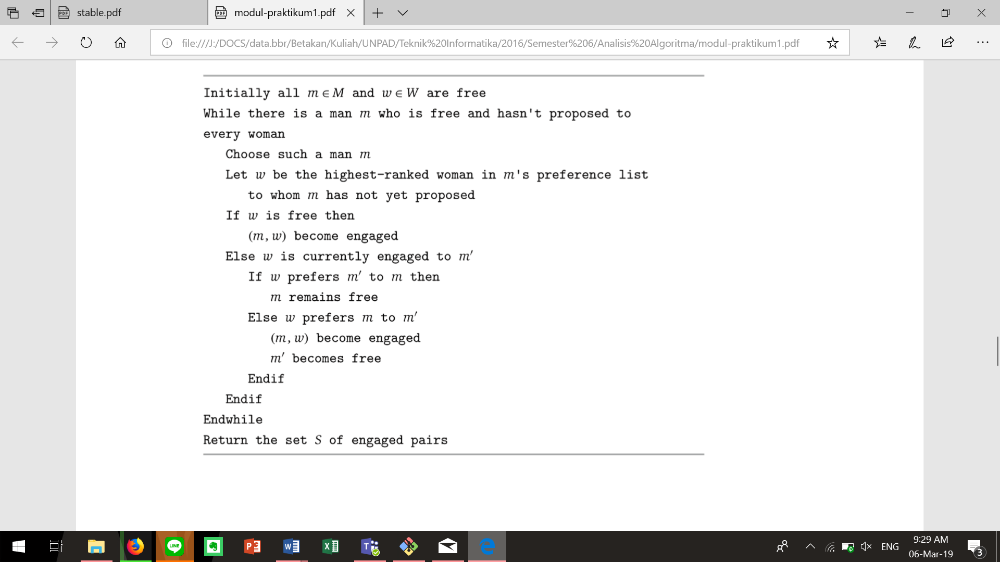 stable.pdf
modul-praktikum1.pdf
file:///J:/DOCS/data.bbr/Betakan/Kuliah/UNPAD/Teknik%20Informatika/2016/Semester%206/Analisis%20Algoritma/modul-praktikum1.pdf
Initially all m ∈ M and w ∈ W are free
While there is a man m who is free and hasn't proposed to
every woman
Choose such a man m
Let w be the highest-ranked woman in m's preference list
to whom m has not yet proposed
If w is free then
(m, w) become engaged
Else w is currently engaged to m′
If w prefers m′ to m then
m remains free
Else w prefers m to m′
(m, w) become engaged
m′ becomes free
Endif
Endif
Endwhile
Return the set S of engaged pairs
LINE
ENG
9:29 AM
06-Mar-19
3